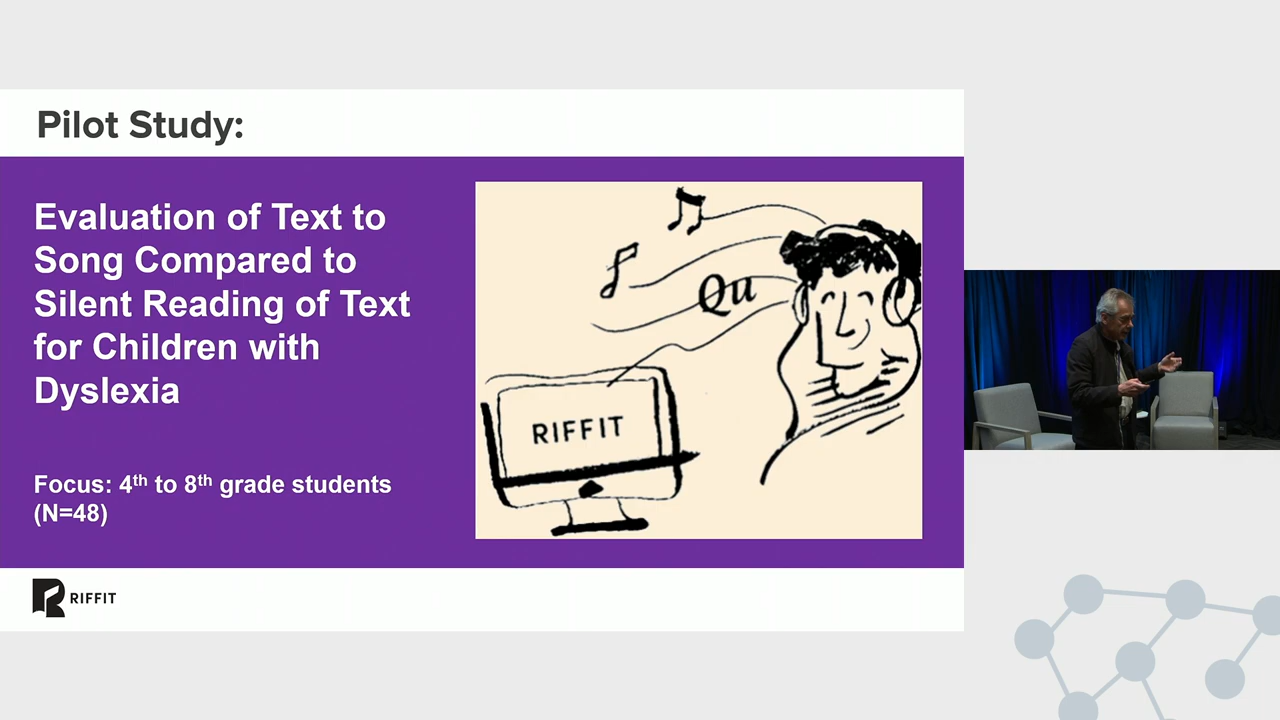 Pilot Study:
Evaluation of Text to
Song Compared to
Silent Reading of Text
for Children with
Dyslexia
Focus: 4th to 8th grade students
(N=48)
Qu
RIFFIT
RIFFIT